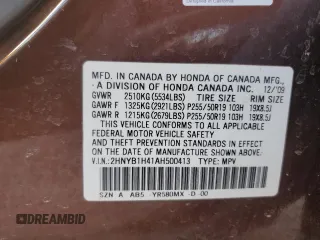 MFD. IN CANADA BY HONDA OF CANADA MFG.,
A DIVISION OF HONDA CANADA INC. 12/'09
GVWR 2510KG(5534LBS) TIRE SIZE RIM SIZE
GAWR F 1325KG(2921LBS)P255/50R19 103H 19X8.5J
GAWR R 1215KG(2679LBS)P255/50R19 103H 19X8.5J
THIS VEHICLE CONFORMS TO ALL APPLICABLE
FEDERAL MOTOR VEHICLE SAFETY
AND THEFT PREVENTION STANDARDS IN EFFECT
ON THE DATE OF MANUFACTURE SHOWN ABOVE.
V.I.N.:2HNYB1H41AH500413 TYPE: MPV
SZN A AB5 YR580MX D-00